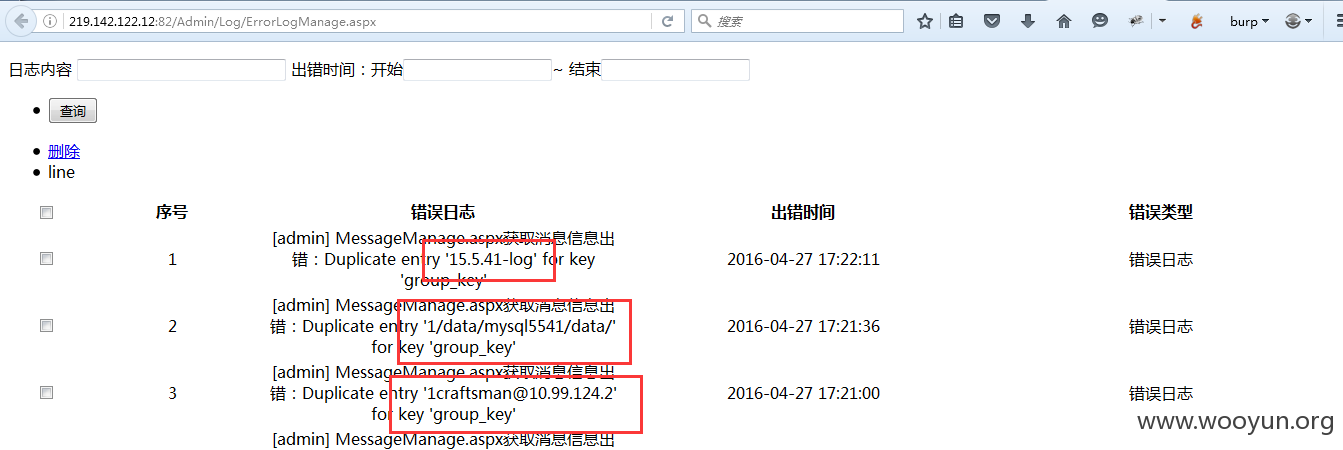 219.142.122.12:82/Admin/Log/ErrorLogManage.aspx
搜索
burp
日志内容 出错时间：开始 ~ 结束
查询
删除
line
序号 错误日志 出错时间 错误类型
1 [admin] MessageManage.aspx获取消息信息出
错：Duplicate entry '15.5.41-log' for key
'group_key' 2016-04-27 17:22:11 错误日志
2 [admin] MessageManage.aspx获取消息信息出
错：Duplicate entry '1/data/mysql5541/data/'
for key 'group_key' 2016-04-27 17:21:36 错误日志
3 [admin] MessageManage.aspx获取消息信息出
错：Duplicate entry '1craftsman@10.99.124.2'
for key 'group_key' 2016-04-27 17:21:00 错误日志
[admin] MessageManage.aspx获取消息信息出
www.wooyun.org